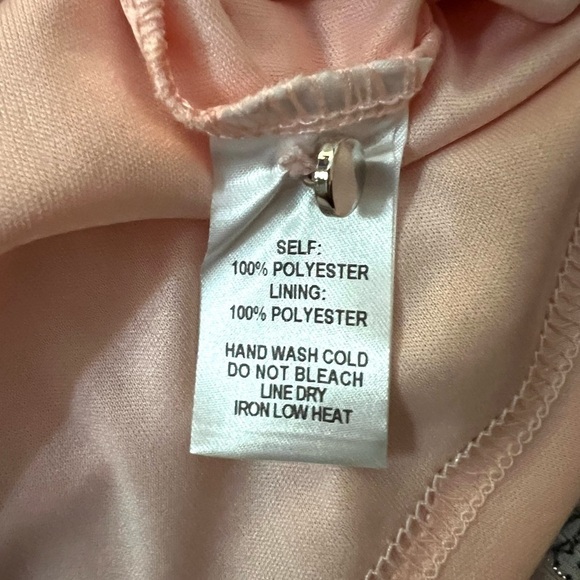 SELF:
100% POLYESTER
LINING:
100% POLYESTER
HAND WASH COLD
DO NOT BLEACH
LINE DRY
IRON LOW HEAT